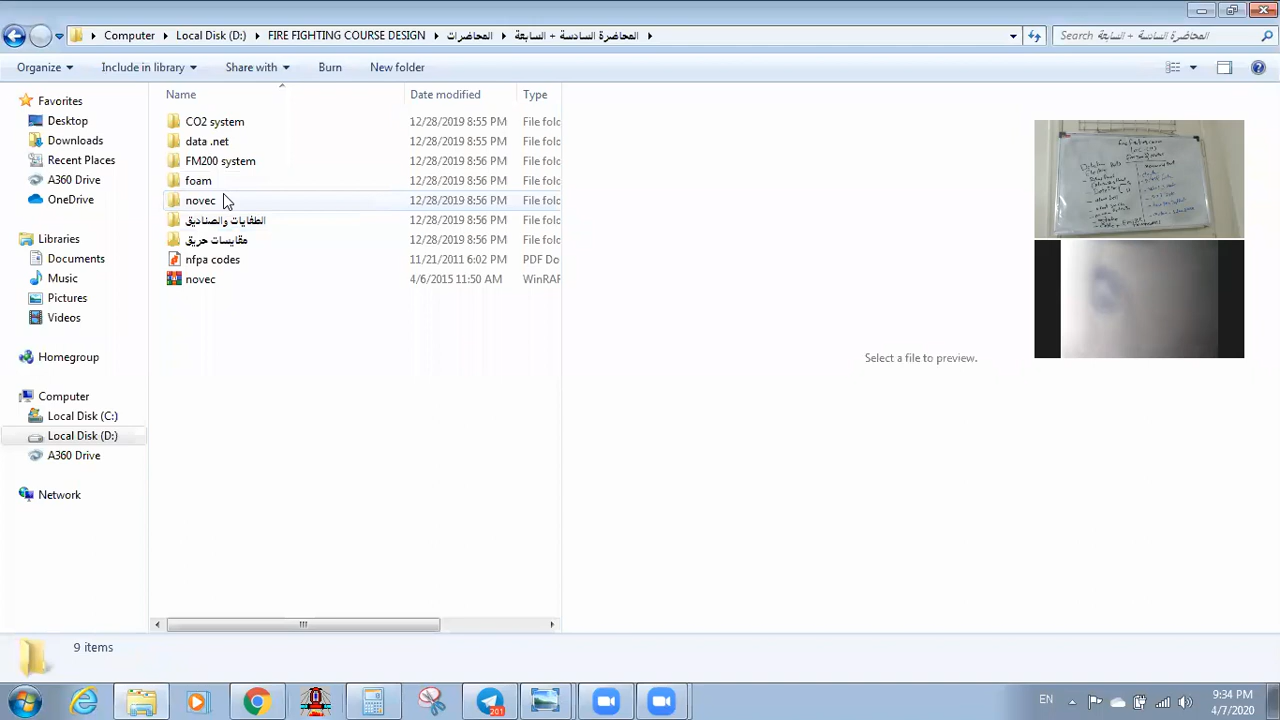 Computer ▸ Local Disk (D:) ▸ FIRE FIGHTING COURSE DESIGN ▸ المحاضرات ▸ المحاضرة السادسة + السابعة ▸
Search المحاضرة السادسة + السابعة
Organize Include in library Share with Burn New folder
Name Date modified Type
Favorites
Desktop
Downloads
Recent Places
A360 Drive
OneDrive
Libraries
Documents
Music
Pictures
Videos
Homegroup
Computer
Local Disk (C:)
Local Disk (D:)
A360 Drive
Network
CO2 system 12/28/2019 8:55 PM File folc
data .net 12/28/2019 8:55 PM File folc
FM200 system 12/28/2019 8:56 PM File folc
foam 12/28/2019 8:56 PM File folc
novec 12/28/2019 8:56 PM File folc
الطفايات والصناديق 12/28/2019 8:56 PM File folc
مقايسات حريق 12/28/2019 8:56 PM File folc
nfpa codes 11/21/2011 6:02 PM PDF Do
novec 4/6/2015 11:50 AM WinRAF
Select a file to preview.
9 items
201
EN
9:34 PM
4/7/2020